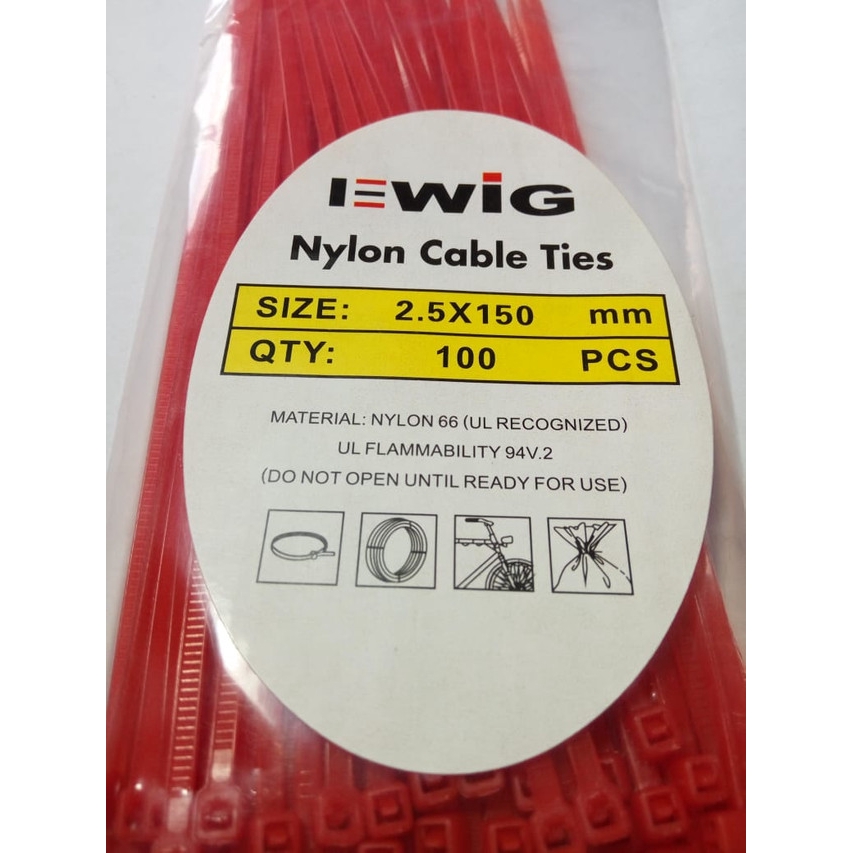 EWiG
Nylon Cable Ties
SIZE: 2.5X150 mm
QTY: 100 PCS
MATERIAL: NYLON 66 (UL RECOGNIZED)
UL FLAMMABILITY 94V.2
(DO NOT OPEN UNTIL READY FOR USE)